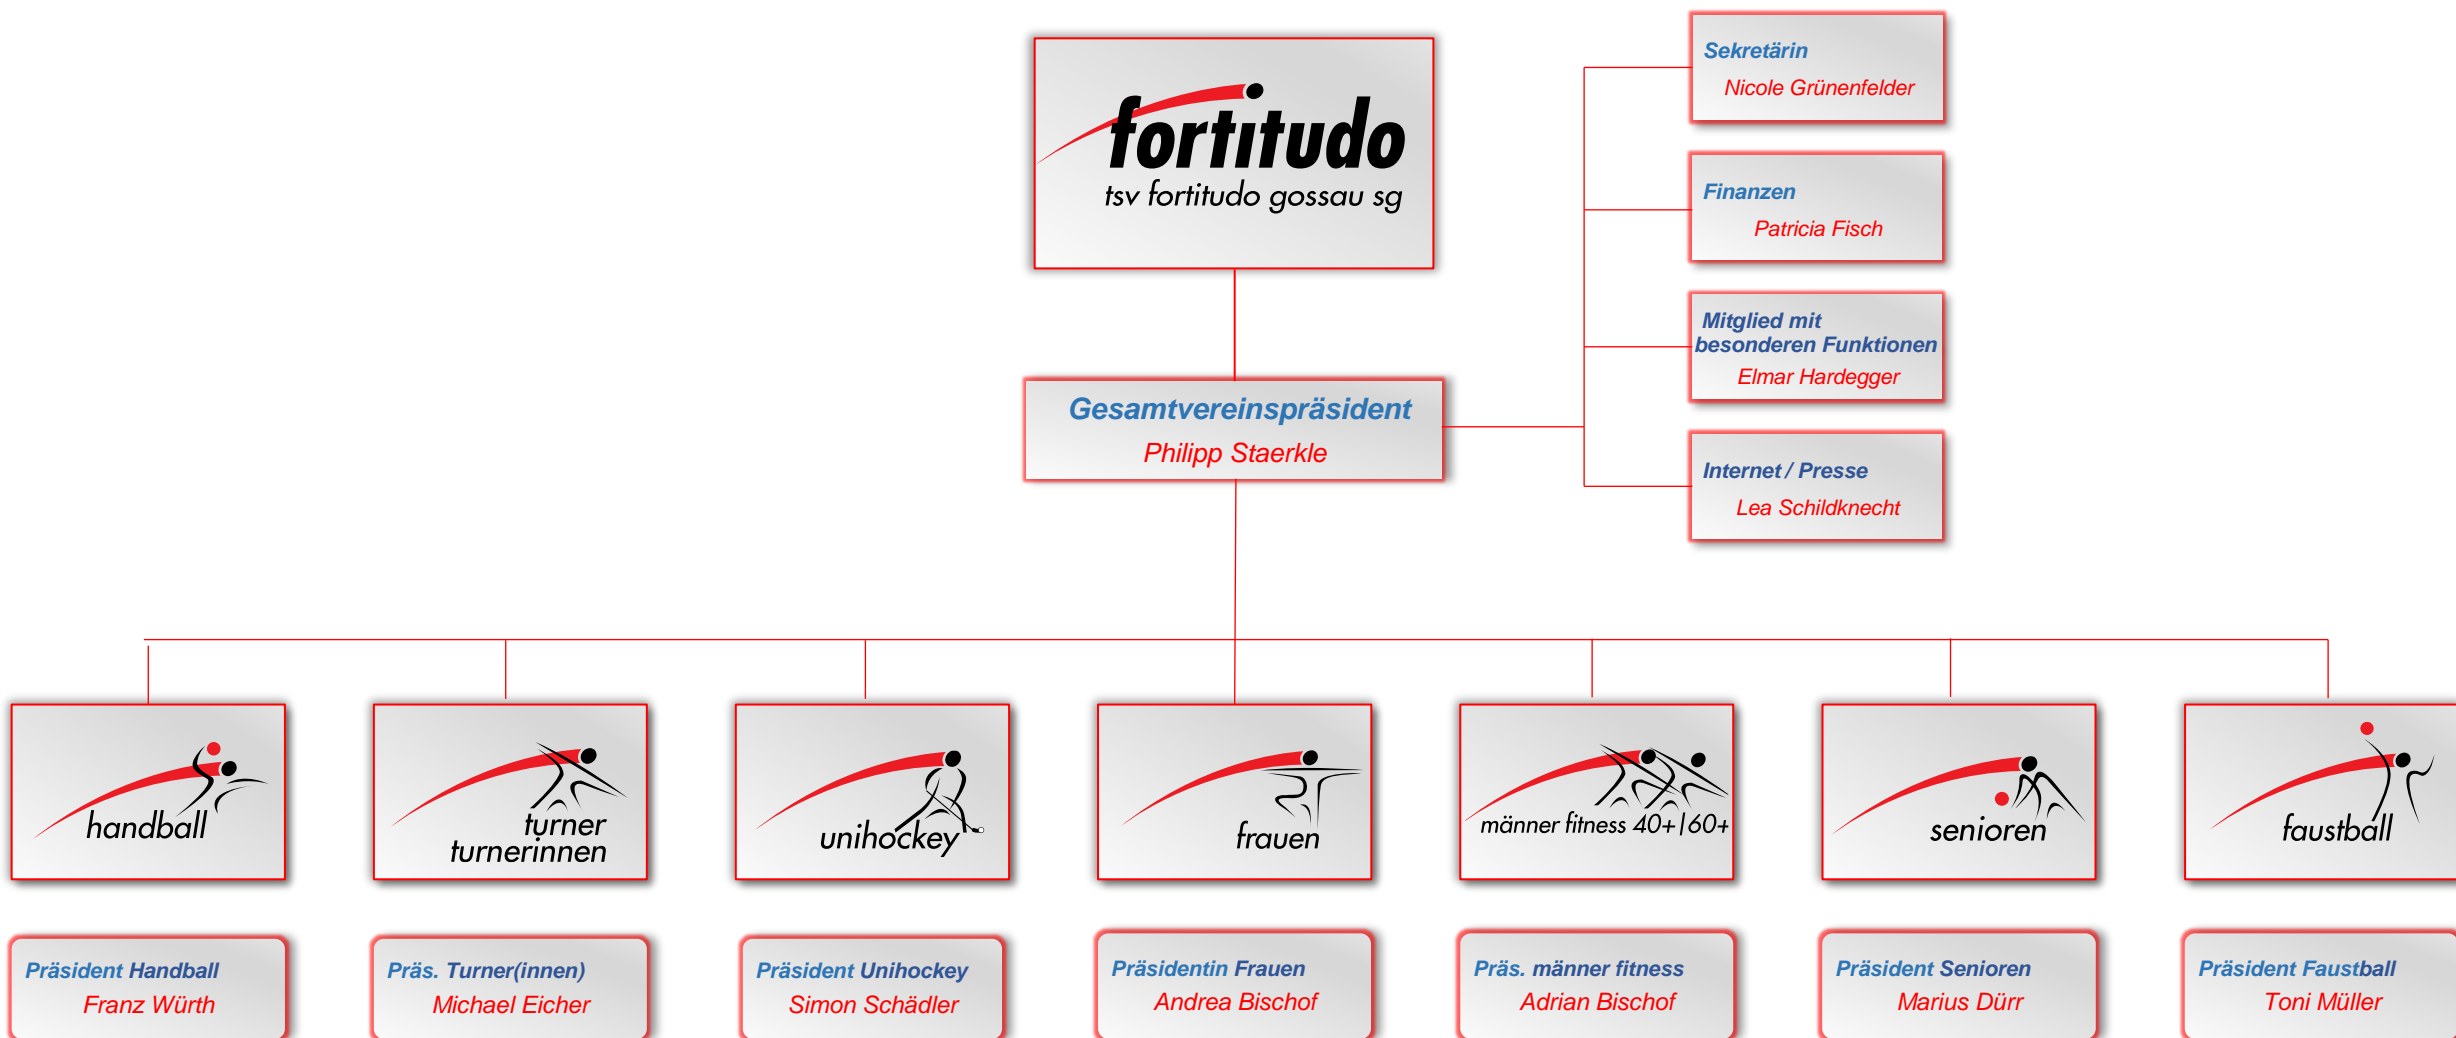 fortitudo
tsv fortitudo gossau sg
Sekretärin
Nicole Grünenfelder
Finanzen
Patricia Fisch
Mitglied mit
besonderen Funktionen
Elmar Hardegger
Internet / Presse
Lea Schildknecht
Gesamtvereinspräsident
Philipp Staerkle
handball
turner
turnerinnen
unihockey
frauen
männer fitness 40+|60+
senioren
faustball
Präsident Handball
Franz Würth
Präs. Turner(innen)
Michael Eicher
Präsident Unihockey
Simon Schädler
Präsidentin Frauen
Andrea Bischof
Präs. männer fitness
Adrian Bischof
Präsident Senioren
Marius Dürr
Präsident Faustball
Toni Müller